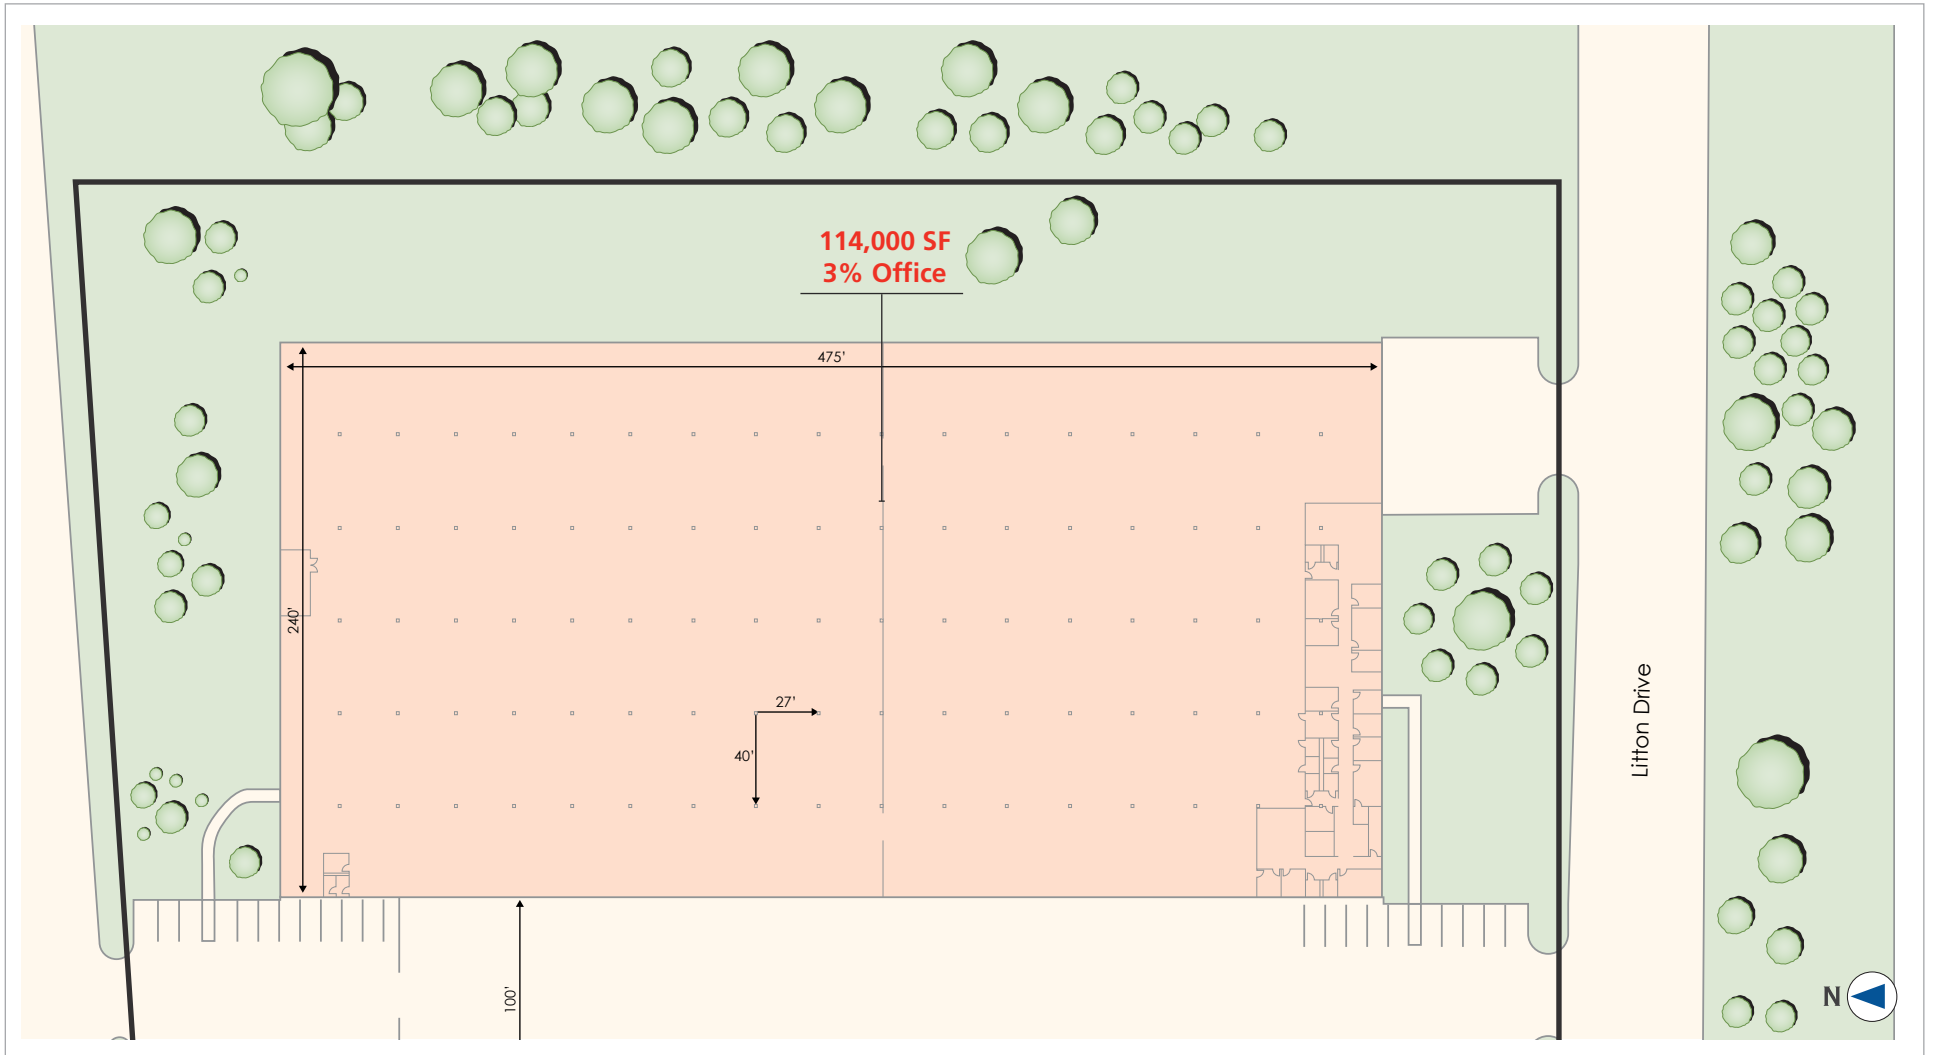 114,000 SF
3% Office
475'
240'
27'
40'
100'
Litton Drive
N